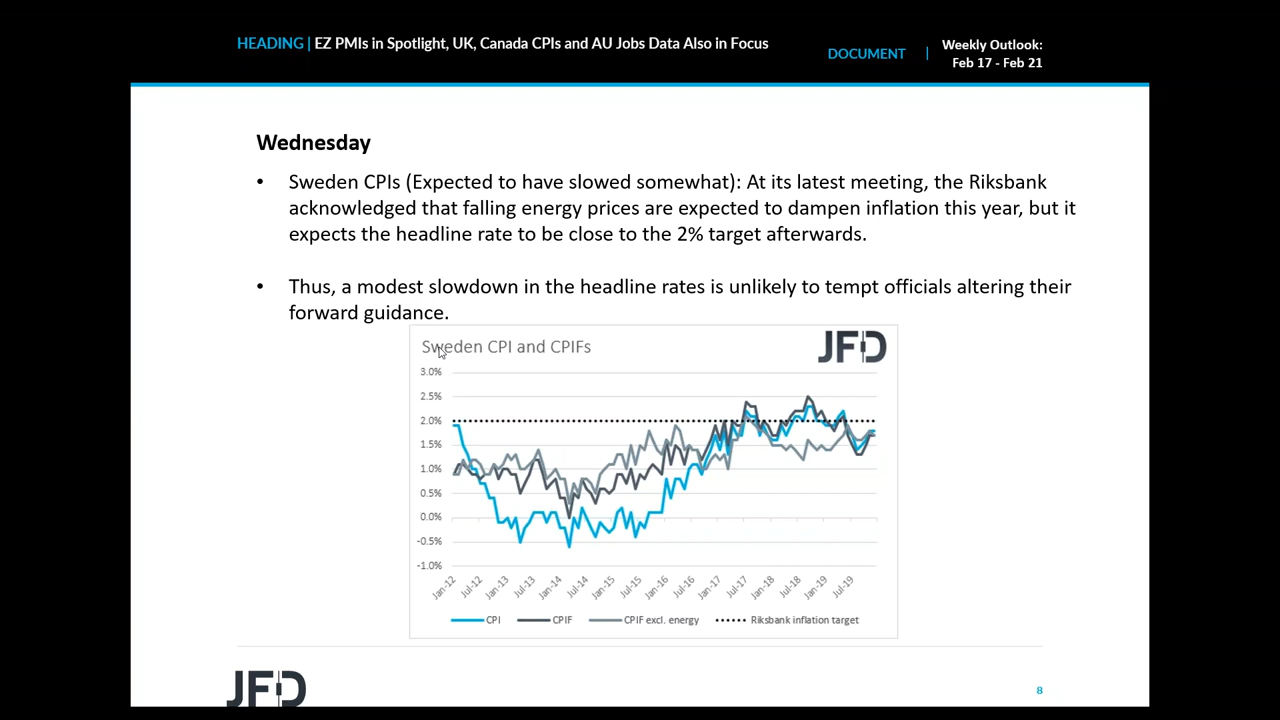 HEADING | EZ PMIs in Spotlight, UK, Canada CPIs and AU Jobs Data Also in Focus
DOCUMENT | Weekly Outlook:
Feb 17 - Feb 21
Wednesday
• Sweden CPIs (Expected to have slowed somewhat): At its latest meeting, the Riksbank
acknowledged that falling energy prices are expected to dampen inflation this year, but it
expects the headline rate to be close to the 2% target afterwards.
• Thus, a modest slowdown in the headline rates is unlikely to tempt officials altering their
forward guidance.
Sweden CPI and CPIFs
JFD
3.0%
2.5%
2.0%
1.5%
1.0%
0.5%
0.0%
-0.5%
-1.0%
Jan-12 Jul-12 Jan-13 Jul-13 Jan-14 Jul-14 Jan-15 Jul-15 Jan-16 Jul-16 Jan-17 Jul-17 Jan-18 Jul-18 Jan-19 Jul-19
CPI CPIF CPIF excl. energy Riksbank inflation target
JFD
8